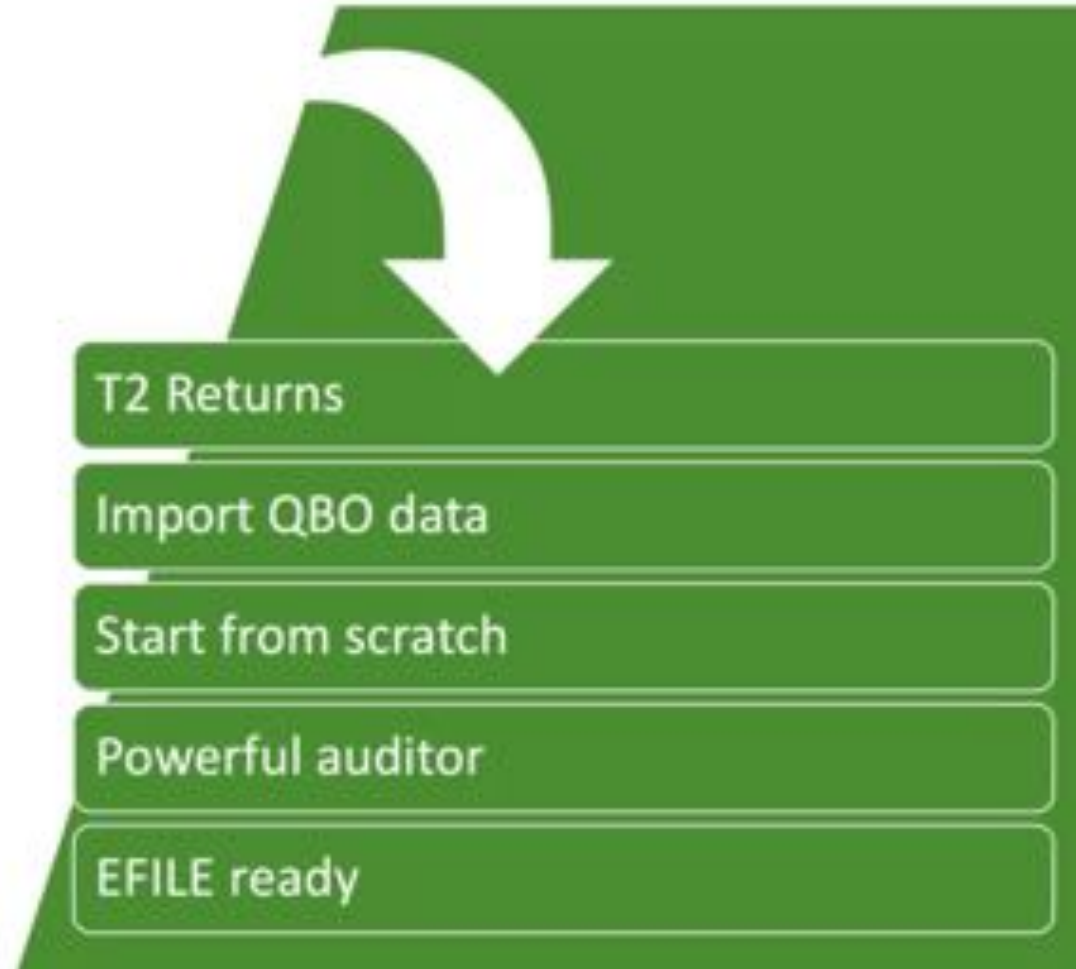 T2 Returns
Import QBO data
Start from scratch
Powerful auditor
EFILE ready